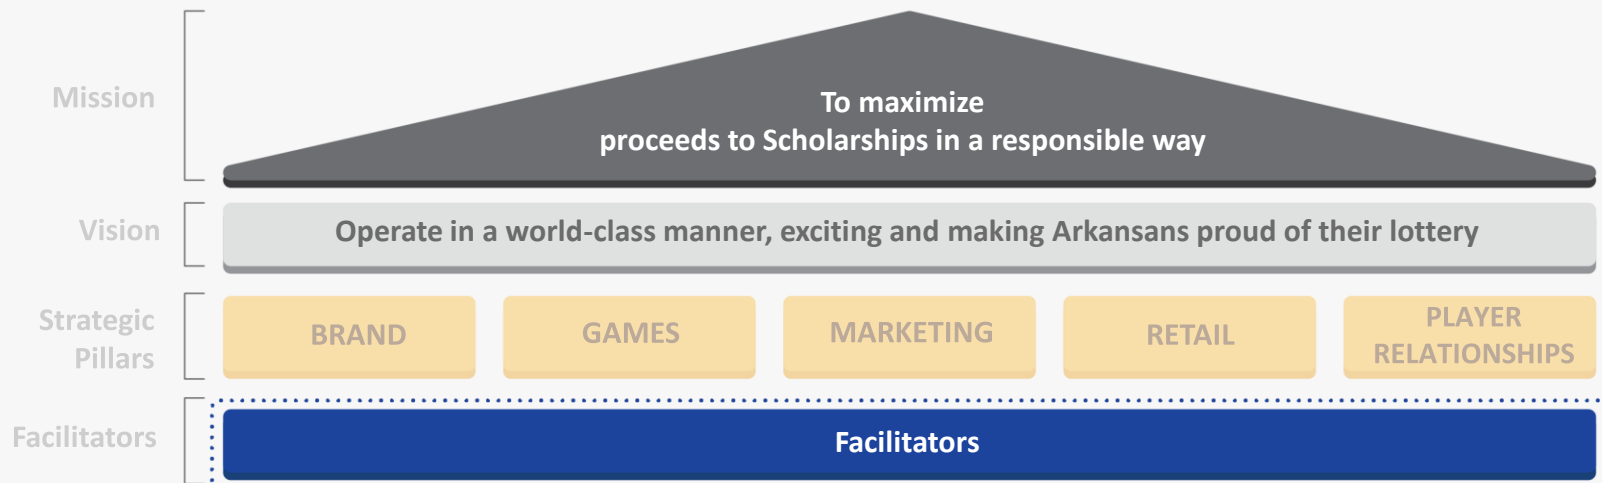 Mission
To maximize
proceeds to Scholarships in a responsible way
Vision
Operate in a world-class manner, exciting and making Arkansans proud of their lottery
Strategic
Pillars
BRAND
GAMES
MARKETING
RETAIL
PLAYER
RELATIONSHIPS
Facilitators
Facilitators